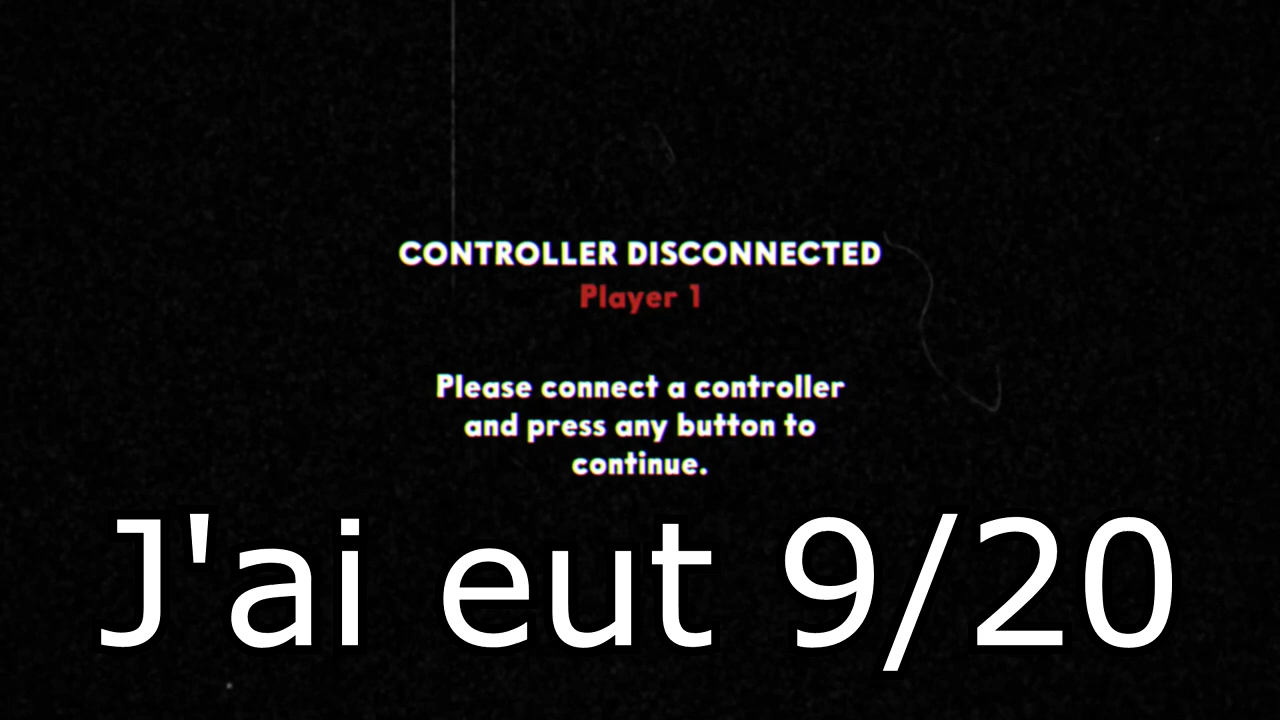 CONTROLLER DISCONNECTED
Player 1
Please connect a controller
and press any button to
continue.
J'ai eut 9/20